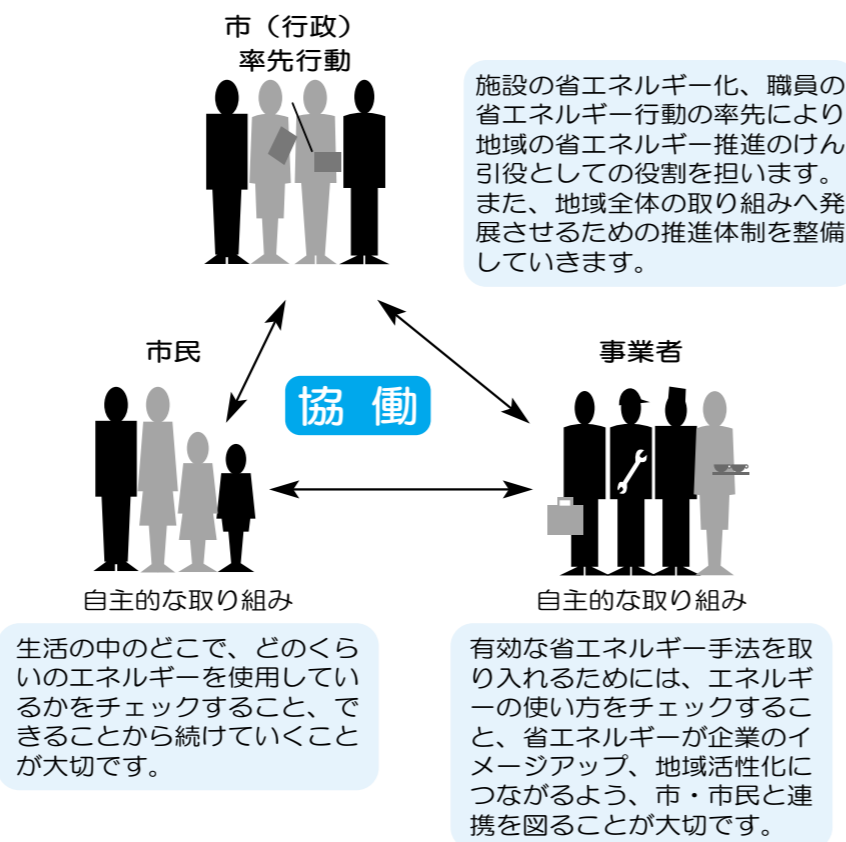 市（行政）
率先行動
施設の省エネルギー化、職員の
省エネルギー行動の率先により
地域の省エネルギー推進のけん
引役としての役割を担います。
また、地域全体の取り組みへ発
展させるための推進体制を整備
していきます。
市民
事業者
協働
自主的な取り組み
生活の中のどこで、どのくら
いのエネルギーを使用してい
るかをチェックすること、で
きることから続けていくこと
が大切です。
自主的な取り組み
有効な省エネルギー手法を取
り入れるためには、エネルギ
ーの使い方をチェックするこ
と、省エネルギーが企業のイ
メージアップ、地域活性化に
つながるよう、市・市民と連
携を図ることが大切です。